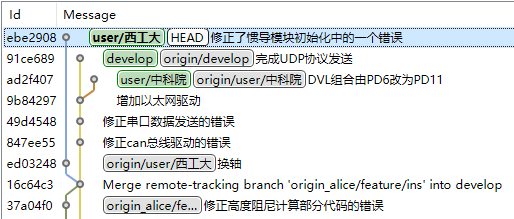 Id Message
ebe2908 user/西工大 HEAD 修正了惯导模块初始化中的一个错误
91ce689 develop origin/develop 完成UDP协议发送
ad2f407 user/中科院 origin/user/中科院 DVL组合由PD6改为PD11
9b84297 增加以太网驱动
49d4548 修正串口数据发送的错误
847ee55 修正can总线驱动的错误
ed03248 origin/user/西工大 换轴
16c64c3 Merge remote-tracking branch 'origin_alice/feature/ins' into develop
37a04f0 origin_alice/fe... 修正高度阻尼计算部分代码的错误